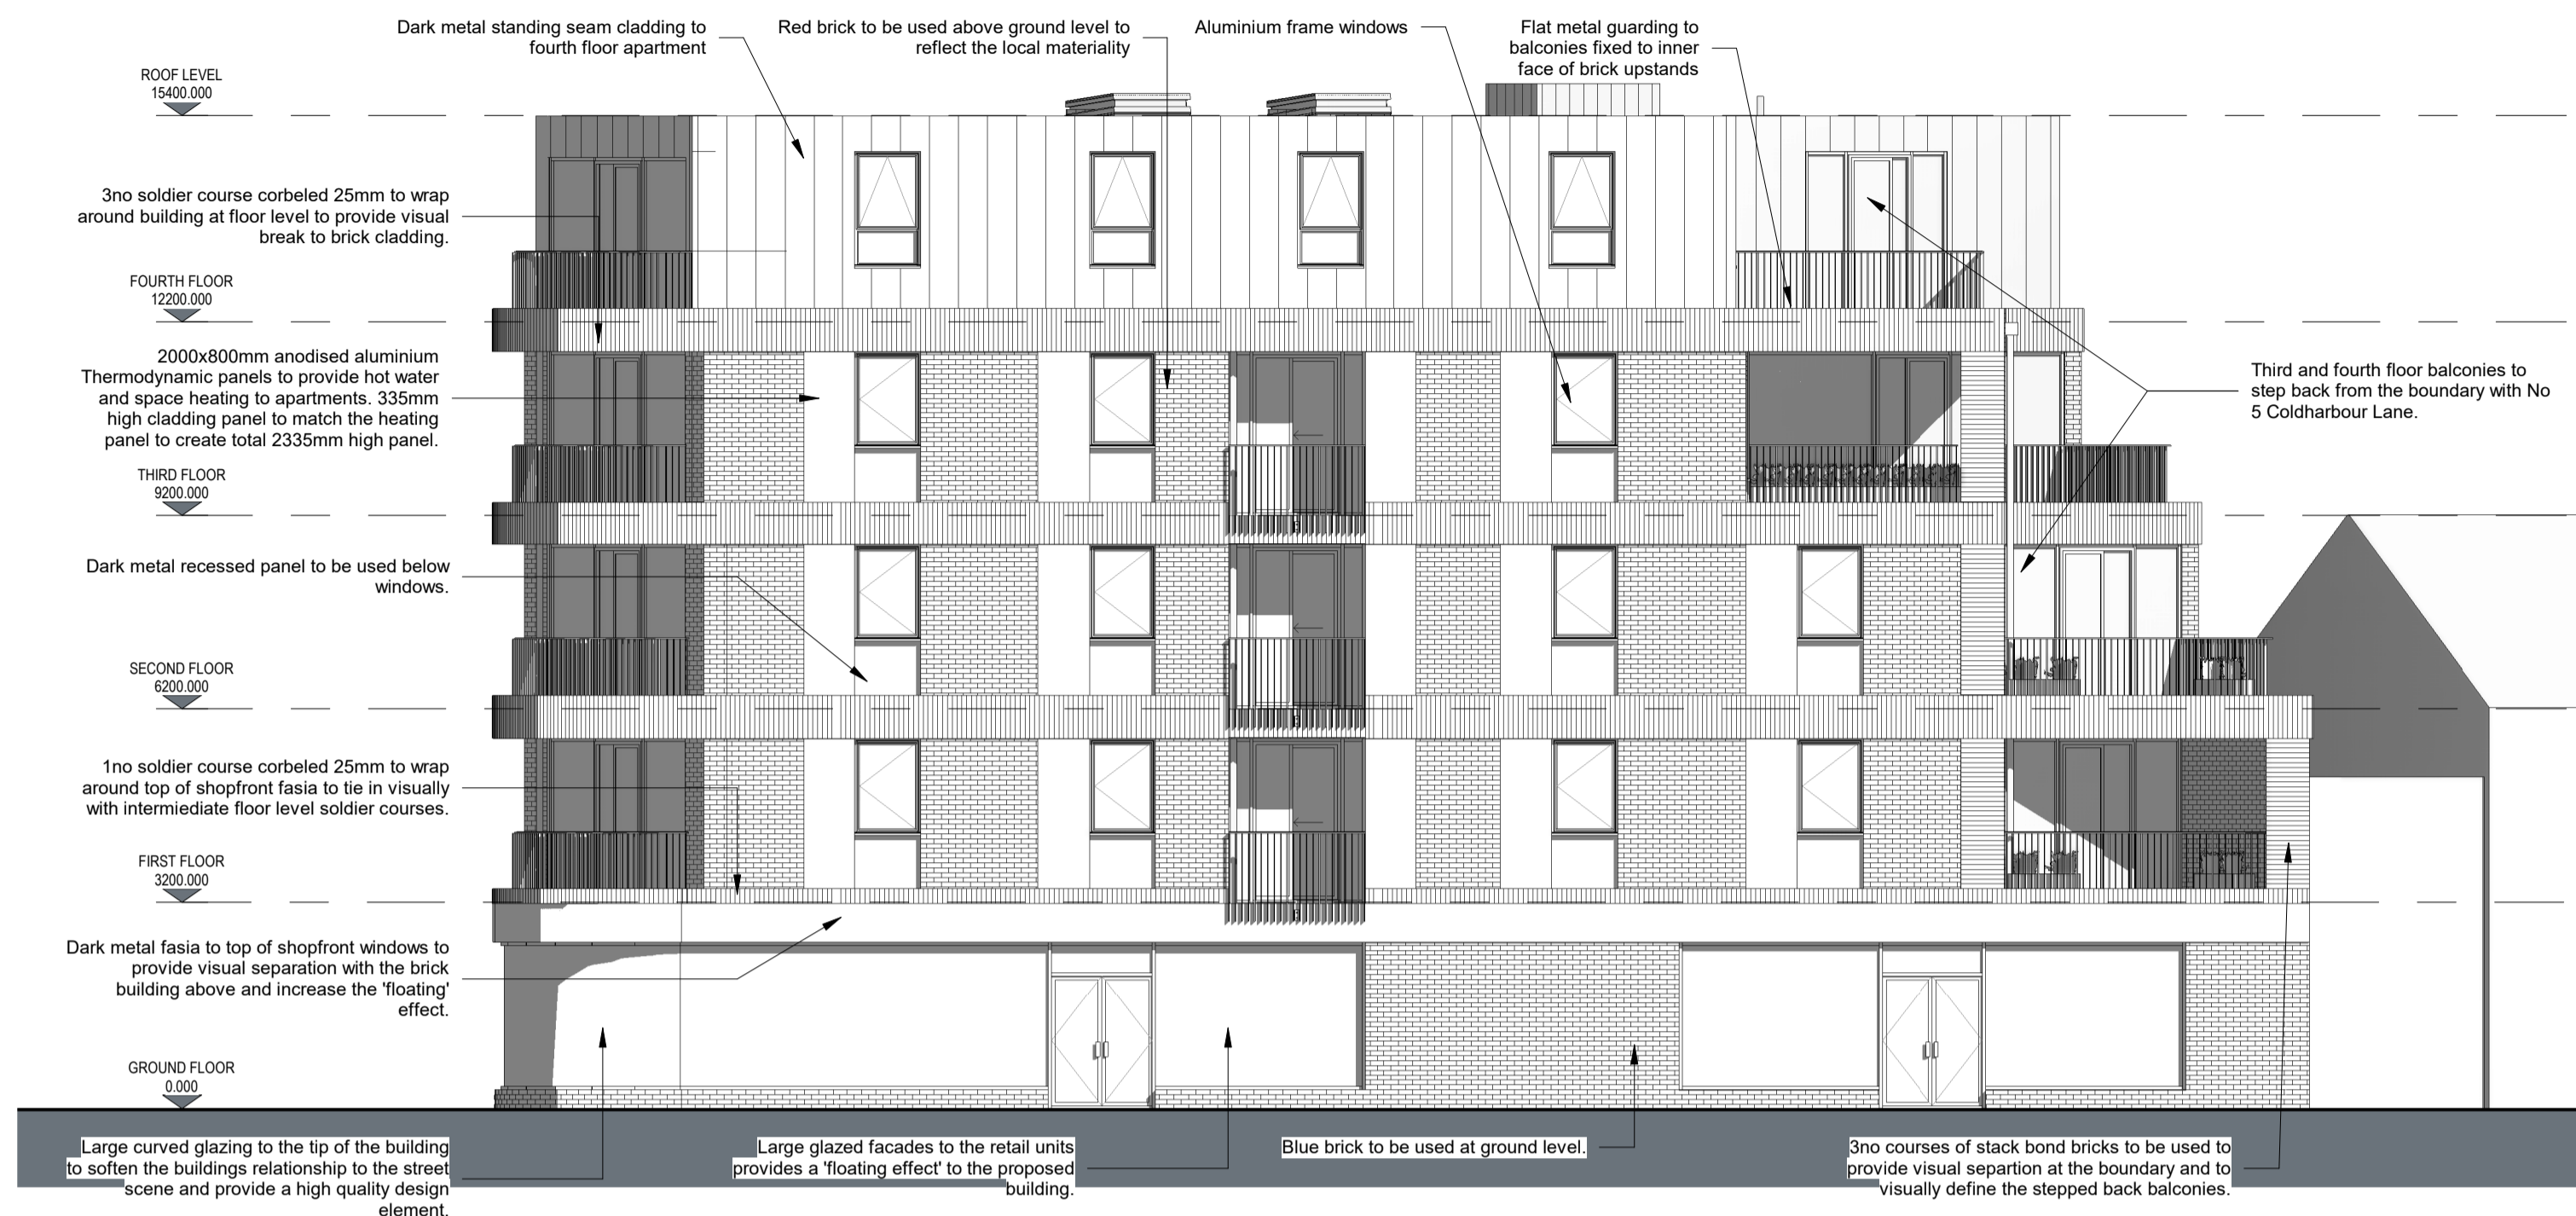 Dark metal standing seam cladding to
fourth floor apartment
Red brick to be used above ground level to
reflect the local materiality
Aluminium frame windows
Flat metal guarding to
balconies fixed to inner
face of brick upstands
ROOF LEVEL
15400.000
3no soldier course corbeled 25mm to wrap
around building at floor level to provide visual
break to brick cladding.
FOURTH FLOOR
12200.000
2000x800mm anodised aluminium
Thermodynamic panels to provide hot water
and space heating to apartments. 335mm
high cladding panel to match the heating
panel to create total 2335mm high panel.
Third and fourth floor balconies to
step back from the boundary with No
5 Coldharbour Lane.
THIRD FLOOR
9200.000
Dark metal recessed panel to be used below
windows.
SECOND FLOOR
6200.000
1no soldier course corbeled 25mm to wrap
around top of shopfront fasia to tie in visually
with intermiediate floor level soldier courses.
FIRST FLOOR
3200.000
Dark metal fasia to top of shopfront windows to
provide visual separation with the brick
building above and increase the 'floating'
effect.
GROUND FLOOR
0.000
Large curved glazing to the tip of the building
to soften the buildings relationship to the street
scene and provide a high quality design
element.
Large glazed facades to the retail units
provides a 'floating effect' to the proposed
building.
Blue brick to be used at ground level.
3no courses of stack bond bricks to be used to
provide visual separtion at the boundary and to
visually define the stepped back balconies.